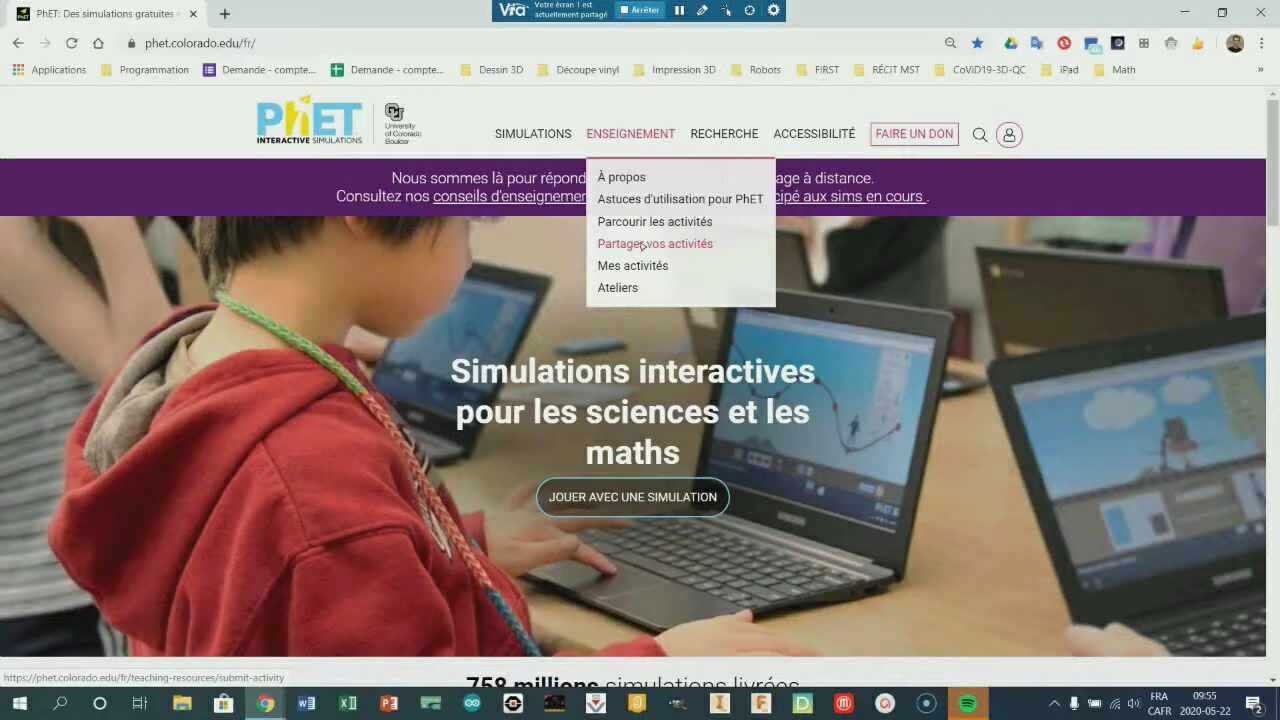 PhET: Des simulations gratuites
Via
Votre écran 1 est
actuellement partagé
Arrêter
phet.colorado.edu/fr/
Applications
Programmation
Demande - compte...
Demande - compte...
Dessin 3D
Découpe vinyl
Impression 3D
Robots
FIRST
RÉCIT MST
CoViD19-3D-QC
iPad
Math
»
PhET
INTERACTIVE SIMULATIONS
University
of Colorado
Boulder
SIMULATIONS
ENSEIGNEMENT
RECHERCHE
ACCESSIBILITÉ
FAIRE UN DON
Nous sommes là pour répond
age à distance.
Consultez nos conseils d'enseignemen
cipé aux sims en cours .
À propos
Astuces d'utilisation pour PhET
Parcourir les activités
Partager vos activités
Mes activités
Ateliers
Simulations interactives
pour les sciences et les
maths
JOUER AVEC UNE SIMULATION
https://phet.colorado.edu/fr/teaching-resources/submit-activity
758 millions simulations livrées
FRA
CAFR
09:55
2020-05-22